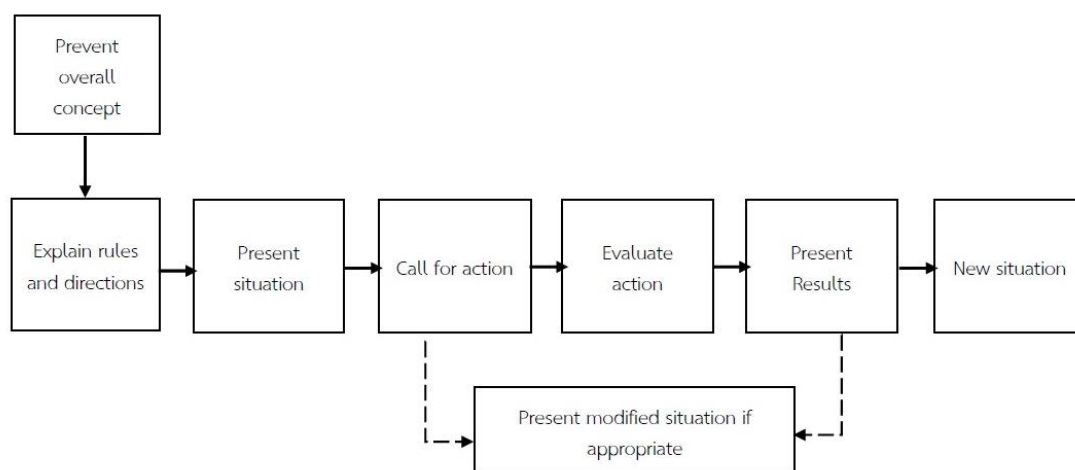 Prevent
overall
concept
Explain rules
and directions
Present
situation
Call for action
Evaluate
action
Present
Results
New situation
Present modified situation if
appropriate